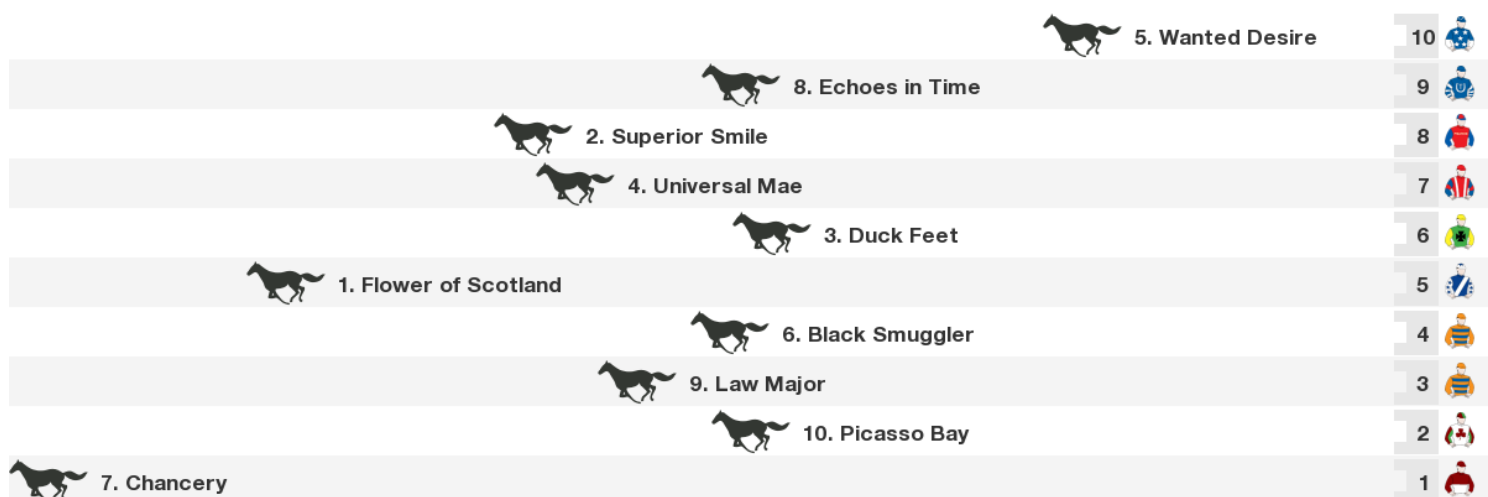 5. Wanted Desire 10
8. Echoes in Time 9
2. Superior Smile 8
4. Universal Mae 7
3. Duck Feet 6
1. Flower of Scotland 5
6. Black Smuggler 4
9. Law Major 3
10. Picasso Bay 2
7. Chancery 1